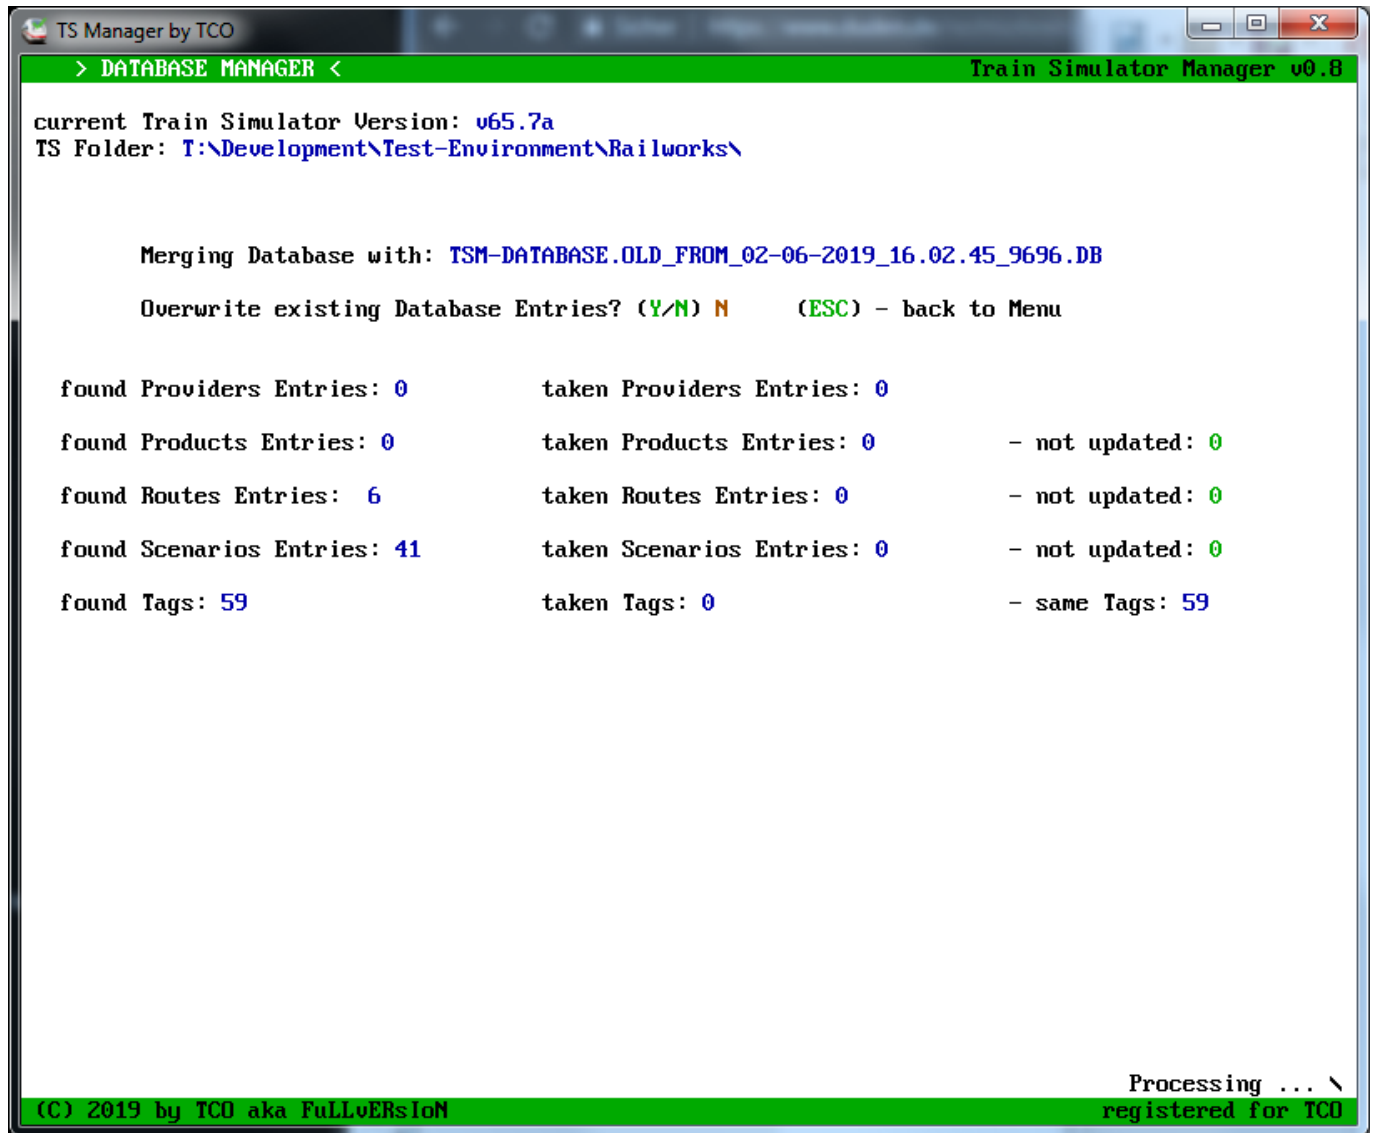 TS Manager by TCO
> DATABASE MANAGER < Train Simulator Manager v0.8
current Train Simulator Version: v65.7a
TS Folder: T:\Development\Test-Environment\Railworks\
Merging Database with: TSM-DATABASE.OLD_FROM_02-06-2019_16.02.45_9696.DB
Overwrite existing Database Entries? (Y/N) N (ESC) - back to Menu
found Providers Entries: 0 taken Providers Entries: 0
found Products Entries: 0 taken Products Entries: 0 - not updated: 0
found Routes Entries: 6 taken Routes Entries: 0 - not updated: 0
found Scenarios Entries: 41 taken Scenarios Entries: 0 - not updated: 0
found Tags: 59 taken Tags: 0 - same Tags: 59
Processing ... \
(C) 2019 by TCO aka FuLLvERsIoN registered for TCO